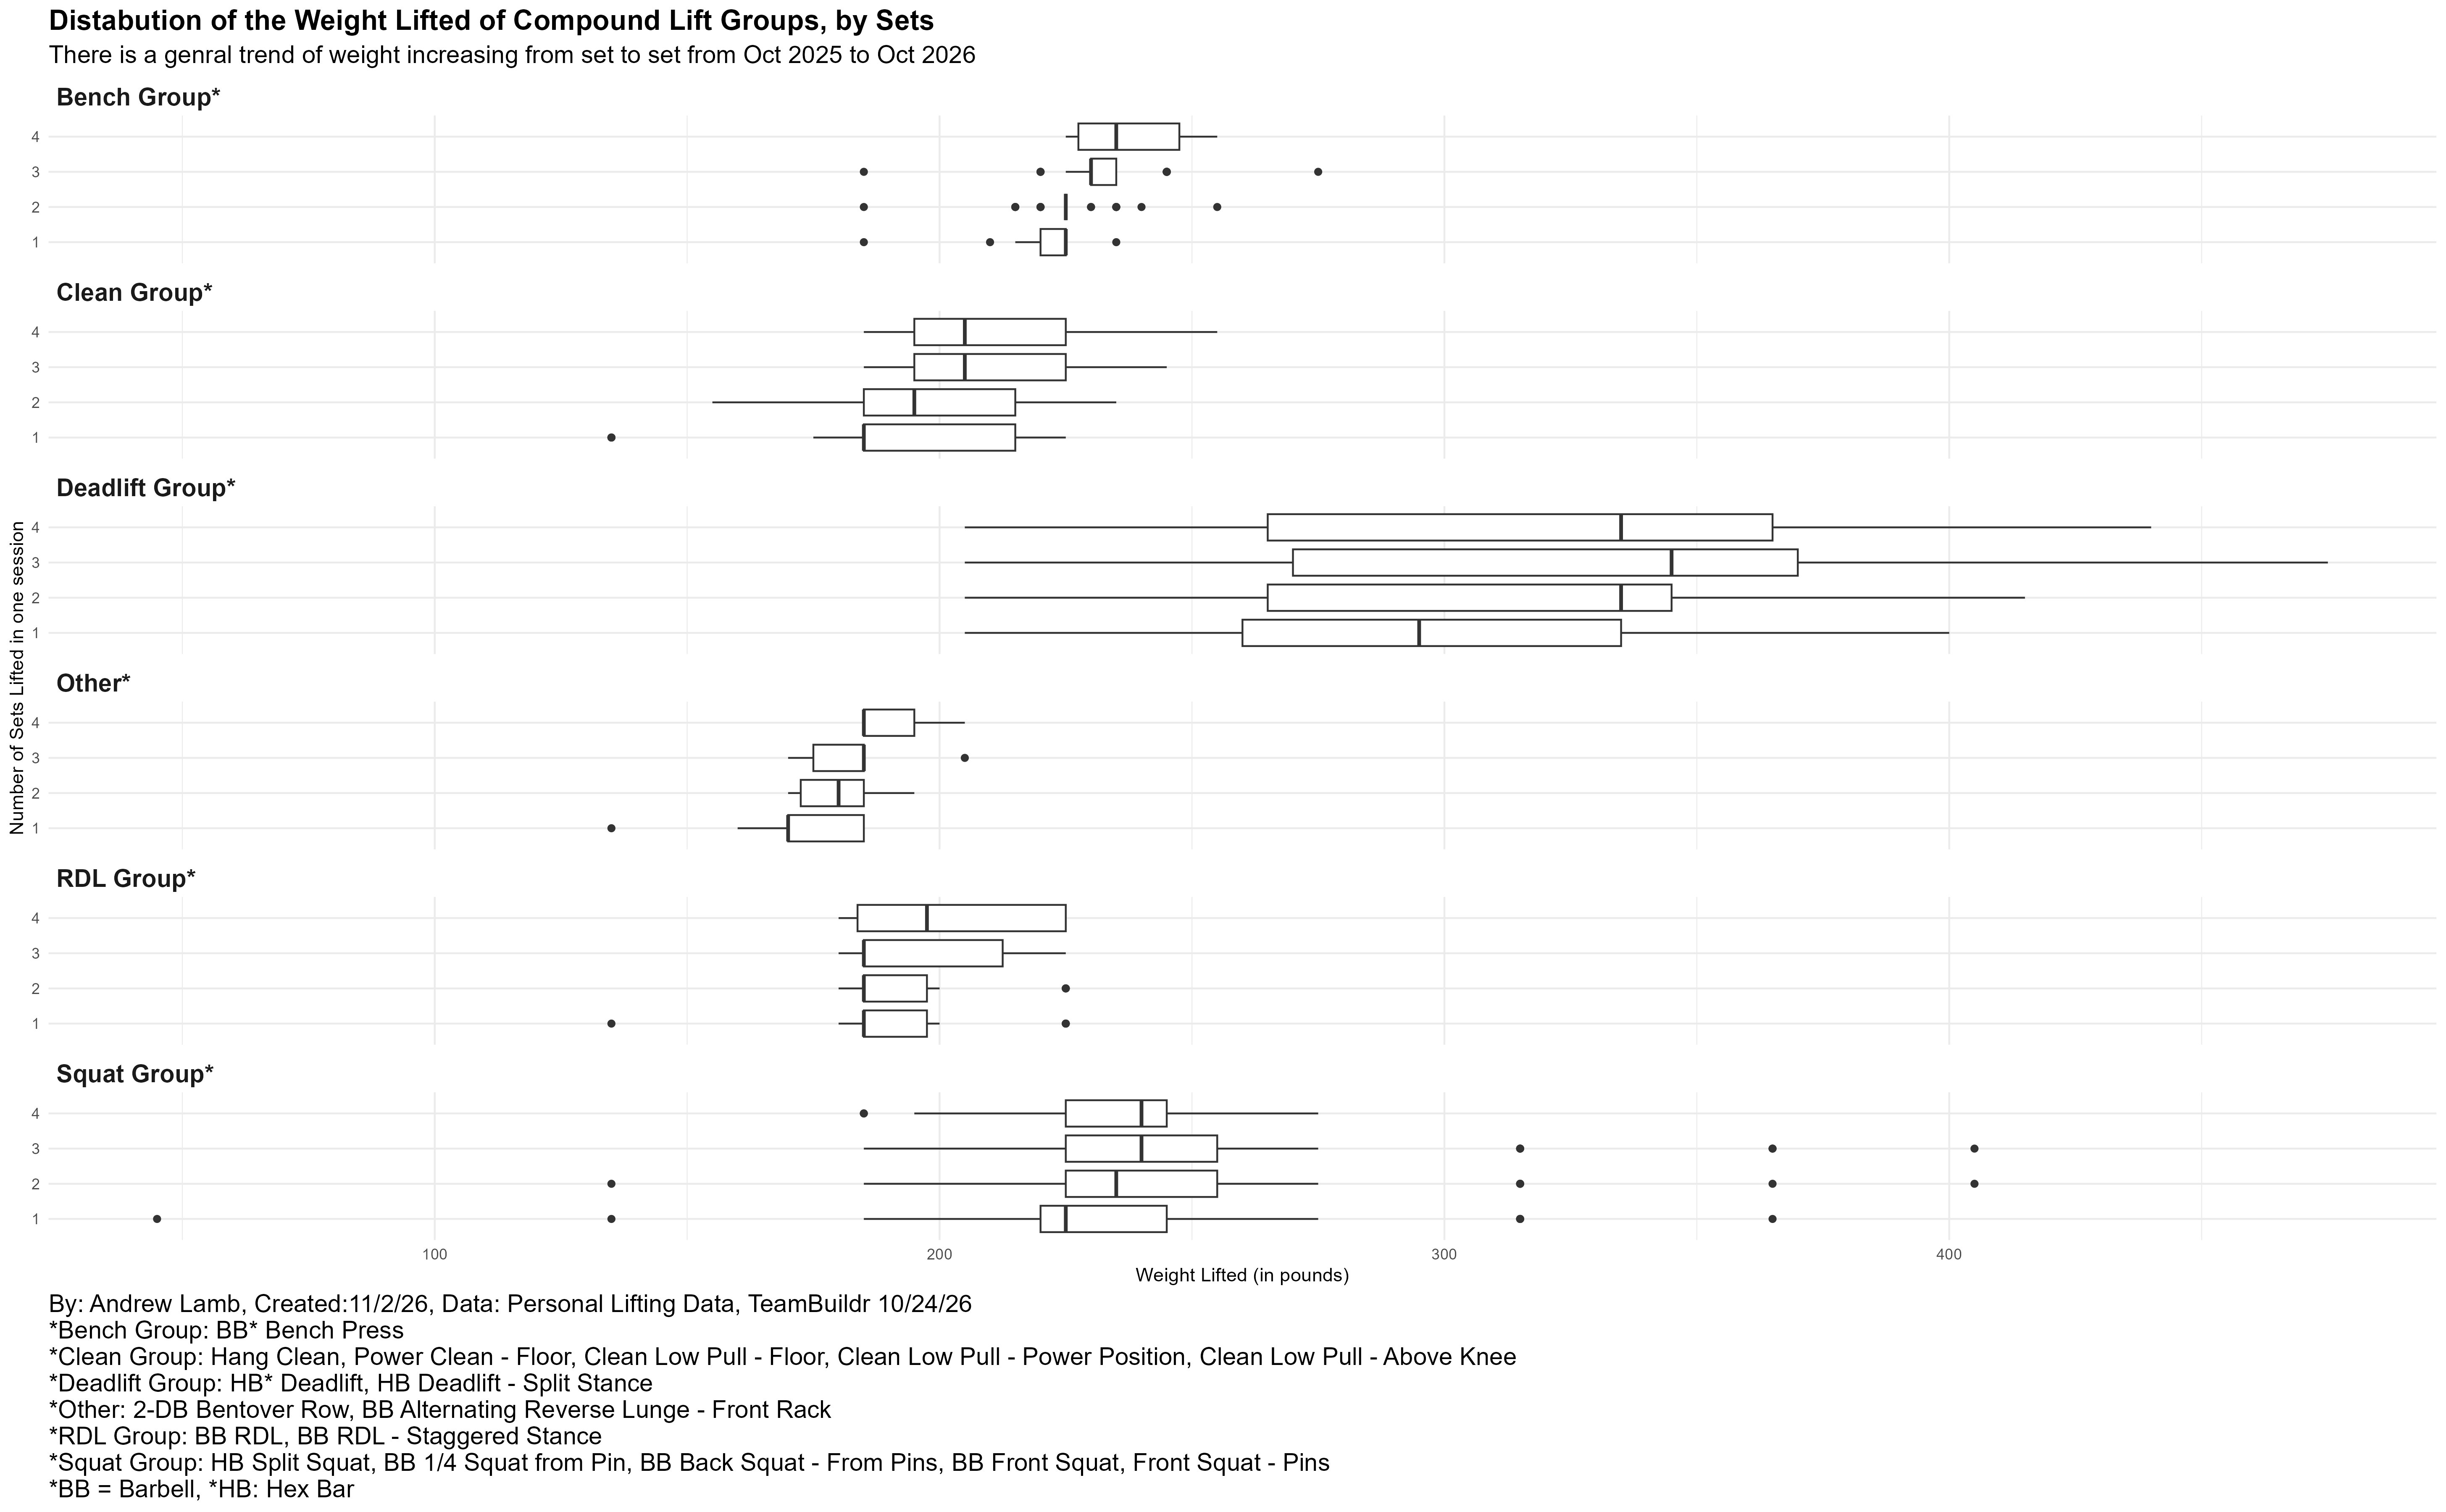 Distabution of the Weight Lifted of Compound Lift Groups, by Sets
There is a genral trend of weight increasing from set to set from Oct 2025 to Oct 2026
Number of Sets Lifted in one session
Bench Group*
4
3
2
1
Clean Group*
4
3
2
1
Deadlift Group*
4
3
2
1
Other*
4
3
2
1
RDL Group*
4
3
2
1
Squat Group*
4
3
2
1
100 200 300 400
Weight Lifted (in pounds)
By: Andrew Lamb, Created:11/2/26, Data: Personal Lifting Data, TeamBuildr 10/24/26
*Bench Group: BB* Bench Press
*Clean Group: Hang Clean, Power Clean - Floor, Clean Low Pull - Floor, Clean Low Pull - Power Position, Clean Low Pull - Above Knee
*Deadlift Group: HB* Deadlift, HB Deadlift - Split Stance
*Other: 2-DB Bentover Row, BB Alternating Reverse Lunge - Front Rack
*RDL Group: BB RDL, BB RDL - Staggered Stance
*Squat Group: HB Split Squat, BB 1/4 Squat from Pin, BB Back Squat - From Pins, BB Front Squat, Front Squat - Pins
*BB = Barbell, *HB: Hex Bar